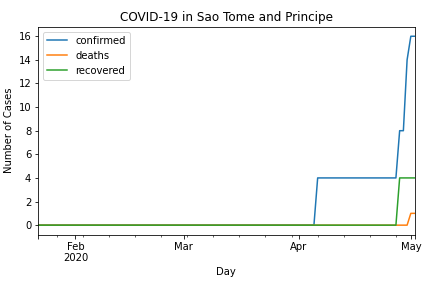 COVID-19 in Sao Tome and Principe
confirmed
deaths
recovered
16
14
12
10
8
6
4
2
0
Number of Cases
Feb
2020
Mar
Apr
May
Day